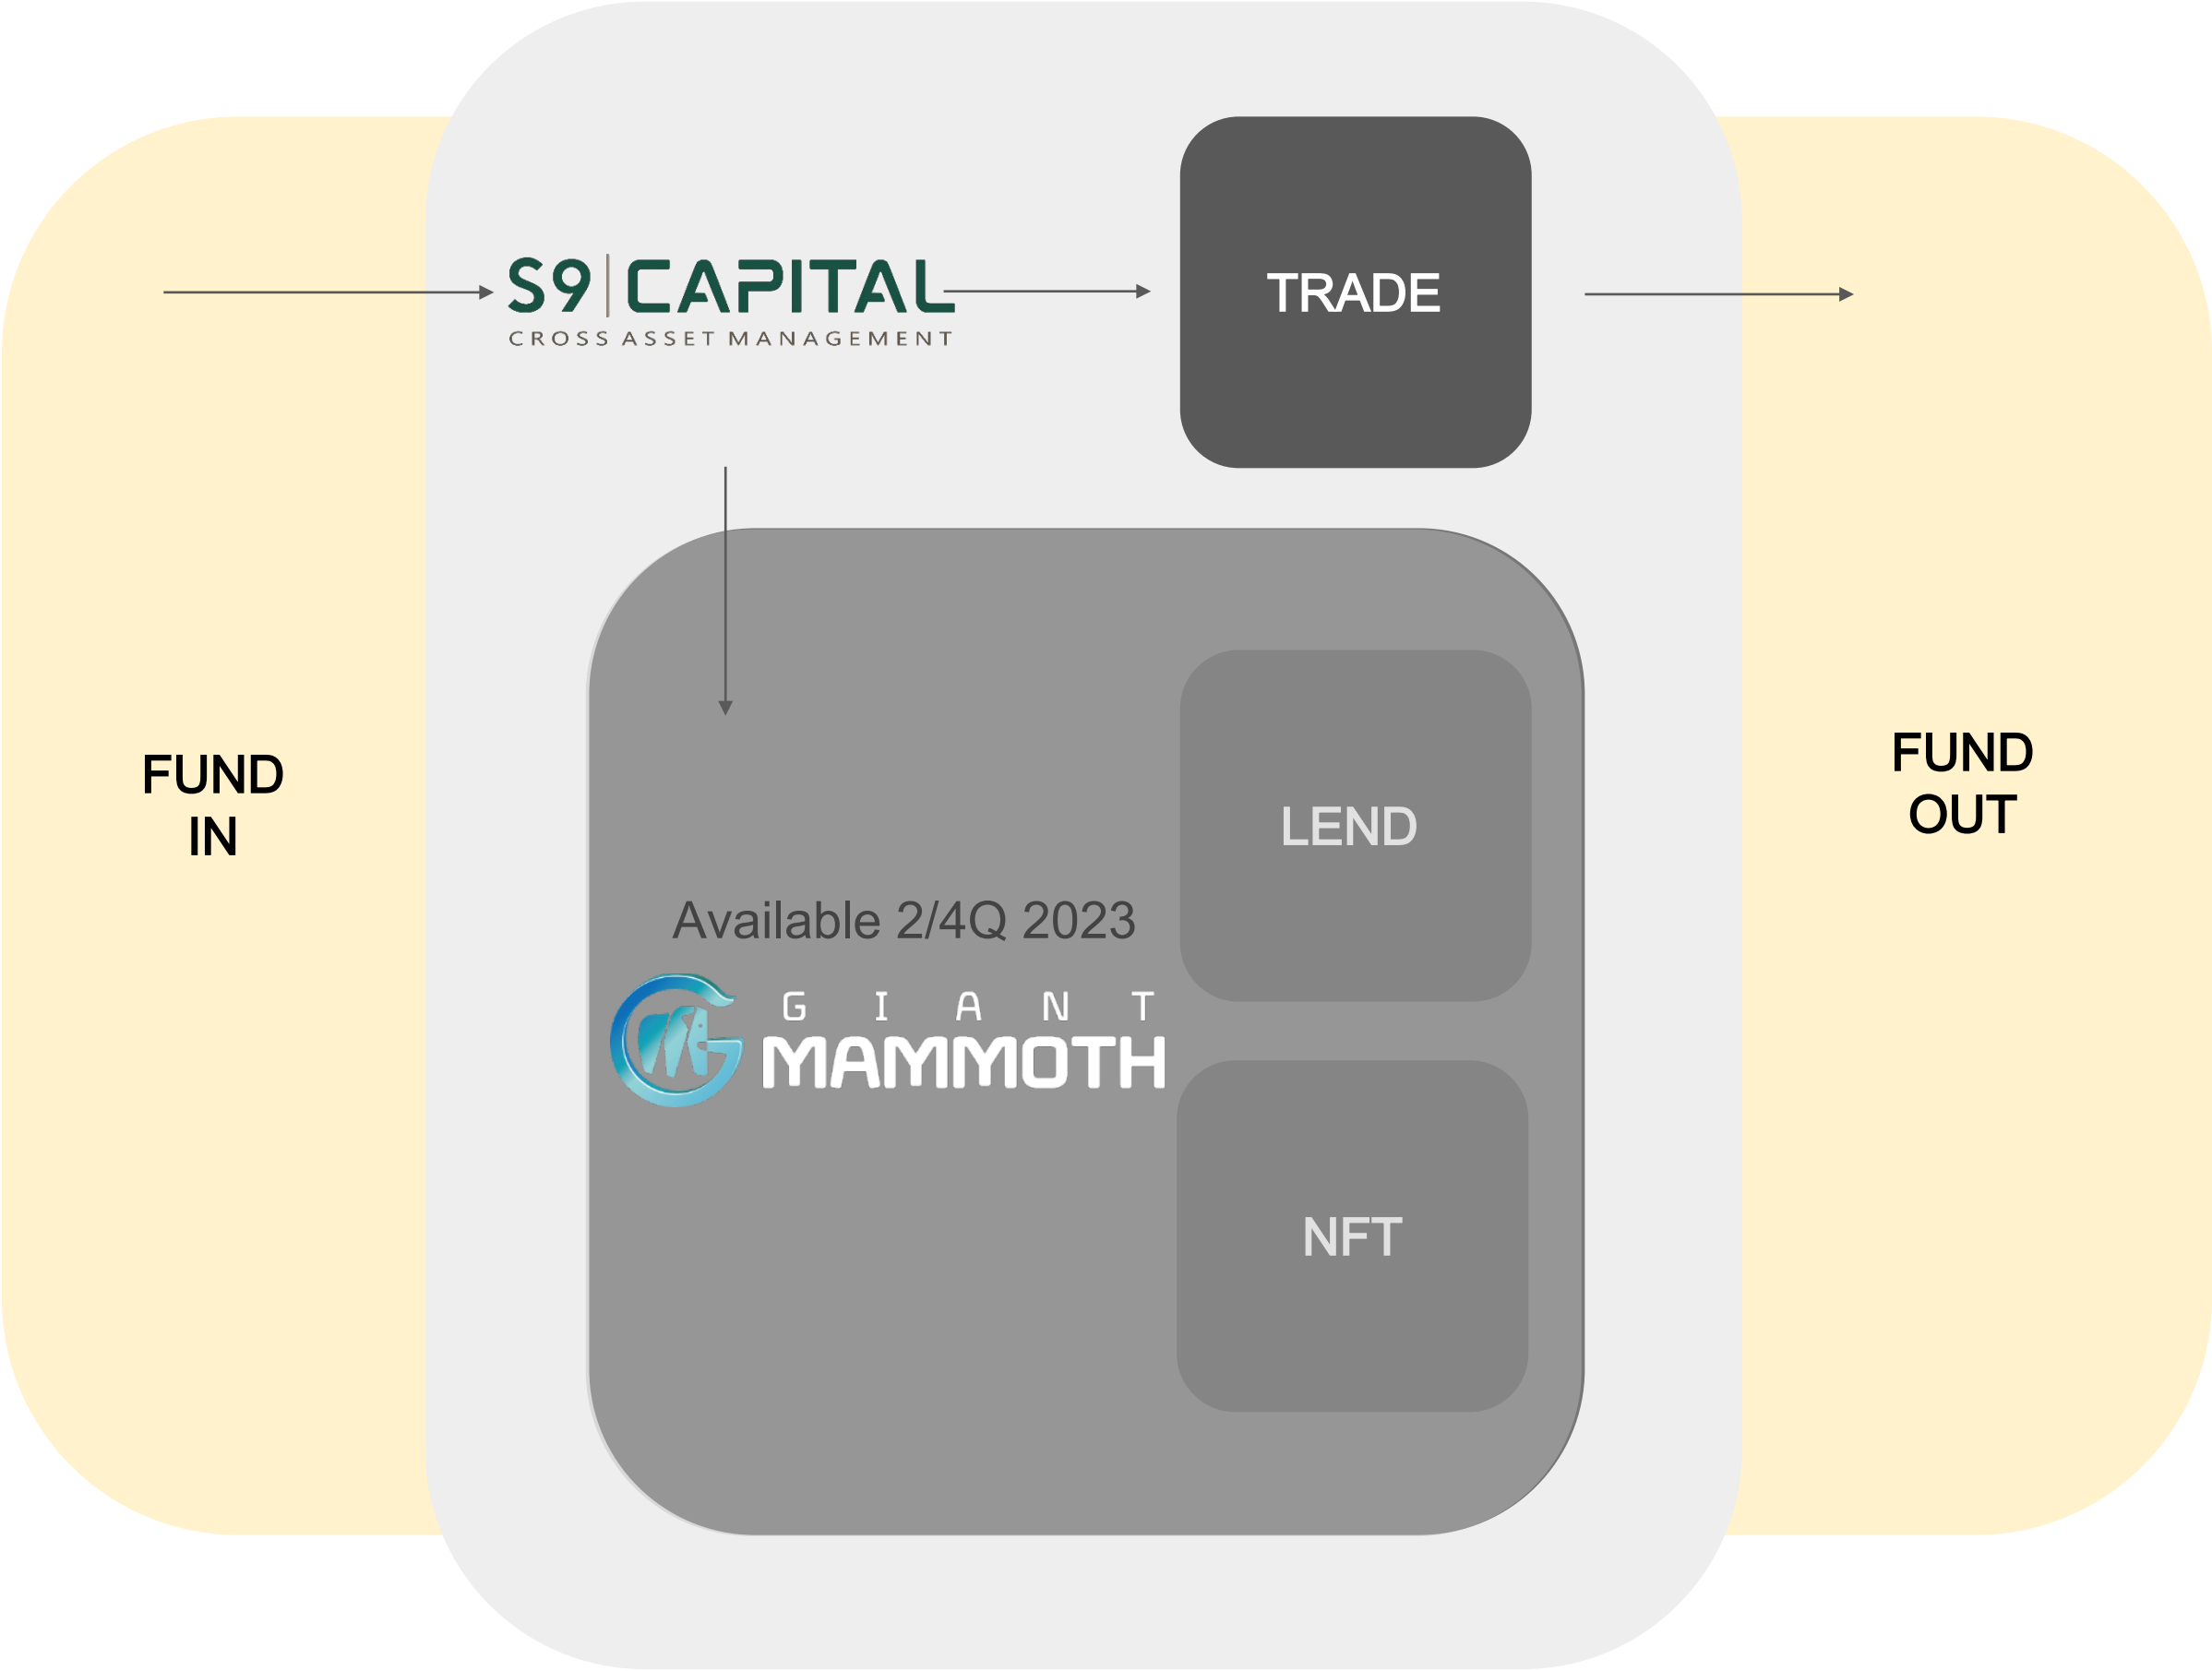 S9 CAPITAL
CROSS ASSET MANAGEMENT
TRADE
FUND
IN
FUND
OUT
LEND
Available 2/4Q 2023
GIANT
MAMMOTH
NFT